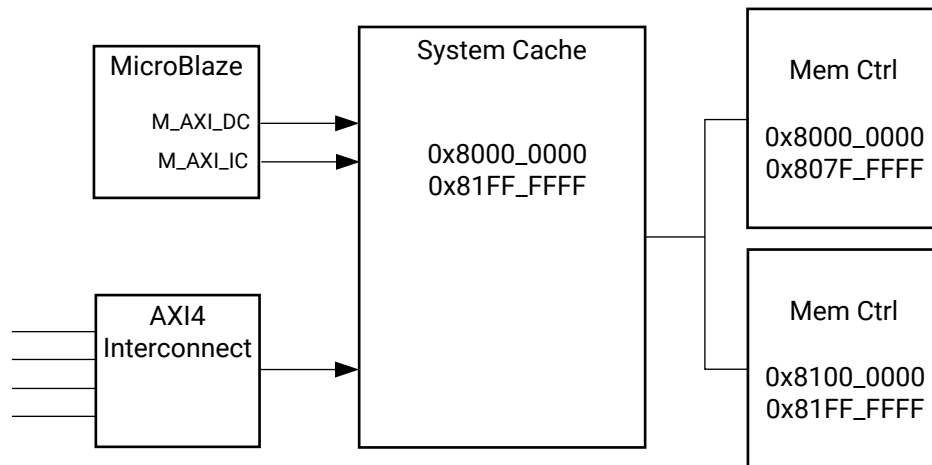 MicroBlaze
M_AXI_DC
M_AXI_IC
System Cache
0x8000_0000
0x81FF_FFFF
Mem Ctrl
0x8000_0000
0x807F_FFFF
AXI4
Interconnect
Mem Ctrl
0x8100_0000
0x81FF_FFFF